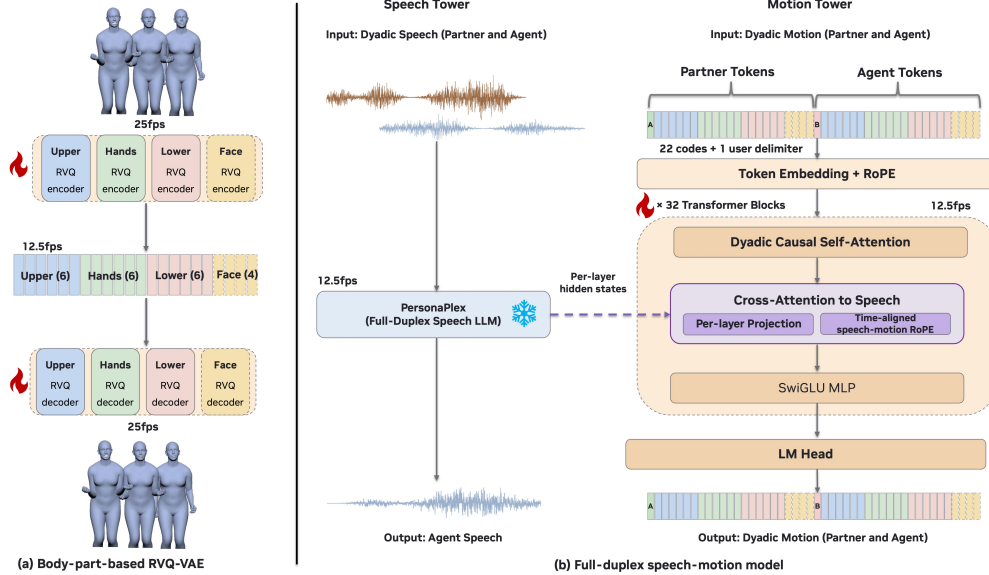 Speech Tower
Motion Tower
Input: Dyadic Speech (Partner and Agent)
Input: Dyadic Motion (Partner and Agent)
25fps
Upper
RVQ
encoder
Hands
RVQ
encoder
Lower
RVQ
encoder
Face
RVQ
encoder
12.5fps
Upper (6)
Hands (6)
Lower (6)
Face (4)
Upper
RVQ
decoder
Hands
RVQ
decoder
Lower
RVQ
decoder
Face
RVQ
decoder
25fps
(a) Body-part-based RVQ-VAE
12.5fps
PersonaPlex
(Full-Duplex Speech LLM)
Per-layer
hidden states
Output: Agent Speech
Partner Tokens
Agent Tokens
A
B
22 codes + 1 user delimiter
Token Embedding + RoPE
× 32 Transformer Blocks
12.5fps
Dyadic Causal Self-Attention
Cross-Attention to Speech
Per-layer Projection
Time-aligned
speech-motion RoPE
SwiGLU MLP
LM Head
A
B
Output: Dyadic Motion (Partner and Agent)
(b) Full-duplex speech-motion model